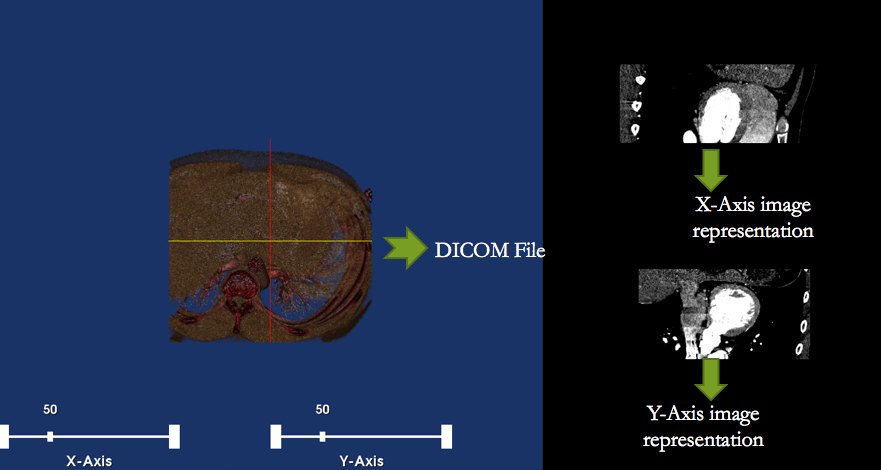 DICOM File
X-Axis image
representation
Y-Axis image
representation
50
X-Axis
50
Y-Axis